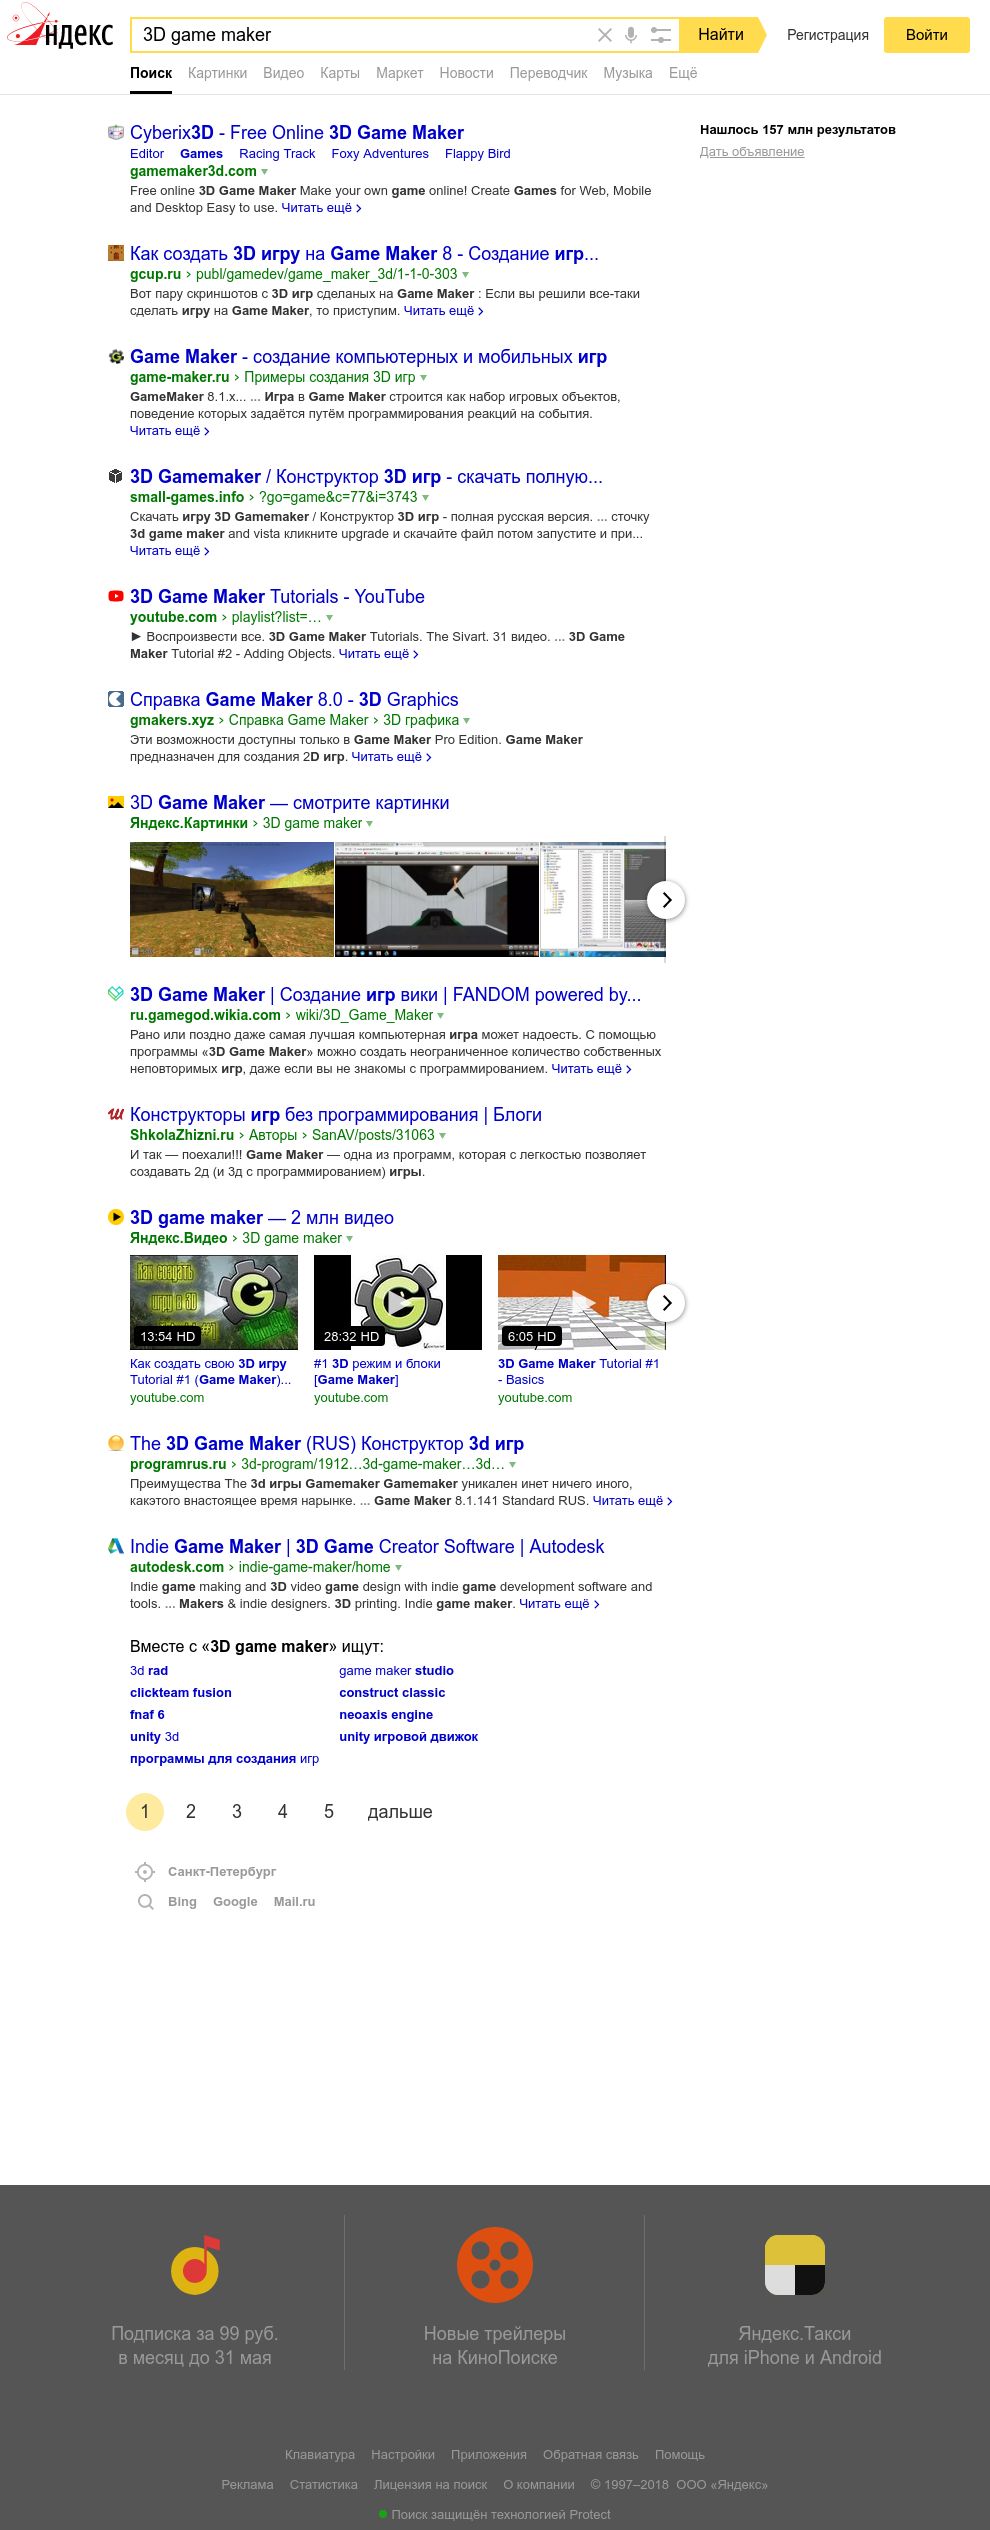 Яндекс
3D game maker
Найти
Регистрация
Войти
Поиск Картинки Видео Карты Маркет Новости Переводчик Музыка Ещё
Cyberix3D - Free Online 3D Game Maker
Editor Games Racing Track Foxy Adventures Flappy Bird
gamemaker3d.com
Free online 3D Game Maker Make your own game online! Create Games for Web, Mobile
and Desktop Easy to use. Читать ещё ›
Нашлось 157 млн результатов
Дать объявление
Как создать 3D игру на Game Maker 8 - Создание игр...
gcup.ru › publ/gamedev/game_maker_3d/1-1-0-303
Вот пару скриншотов с 3D игр сделаных на Game Maker : Если вы решили все-таки
сделать игру на Game Maker, то приступим. Читать ещё ›
Game Maker - создание компьютерных и мобильных игр
game-maker.ru › Примеры создания 3D игр
GameMaker 8.1.x... ... Игра в Game Maker строится как набор игровых объектов,
поведение которых задаётся путём программирования реакций на события.
Читать ещё ›
3D Gamemaker / Конструктор 3D игр - скачать полную...
small-games.info › ?go=game&c=77&i=3743
Скачать игру 3D Gamemaker / Конструктор 3D игр - полная русская версия. ... сточку
3d game maker and vista кликните upgrade и скачайте файл потом запустите и при...
Читать ещё ›
3D Game Maker Tutorials - YouTube
youtube.com › playlist?list=…
► Воспроизвести все. 3D Game Maker Tutorials. The Sivart. 31 видео. ... 3D Game
Maker Tutorial #2 - Adding Objects. Читать ещё ›
Справка Game Maker 8.0 - 3D Graphics
gmakers.xyz › Справка Game Maker › 3D графика
Эти возможности доступны только в Game Maker Pro Edition. Game Maker
предназначен для создания 2D игр. Читать ещё ›
3D Game Maker — смотрите картинки
Яндекс.Картинки › 3D game maker
3D Game Maker | Создание игр вики | FANDOM powered by...
ru.gamegod.wikia.com › wiki/3D_Game_Maker
Рано или поздно даже самая лучшая компьютерная игра может надоесть. С помощью
программы «3D Game Maker» можно создать неограниченное количество собственных
неповторимых игр, даже если вы не знакомы с программированием. Читать ещё ›
Конструкторы игр без программирования | Блоги
ShkolaZhizni.ru › Авторы › SanAV/posts/31063
И так — поехали!!! Game Maker — одна из программ, которая с легкостью позволяет
создавать 2д (и 3д с программированием) игры.
3D game maker — 2 млн видео
Яндекс.Видео › 3D game maker
Как создать
игру в 3D
13:54 HD
28:32 HD
6:05 HD
Как создать свою 3D игру
Tutorial #1 (Game Maker)...
youtube.com
#1 3D режим и блоки
[Game Maker]
youtube.com
3D Game Maker Tutorial #1
- Basics
youtube.com
The 3D Game Maker (RUS) Конструктор 3d игр
programrus.ru › 3d-program/1912…3d-game-maker…3d…
Преимущества The 3d игры Gamemaker Gamemaker уникален инет ничего иного,
какэтого внастоящее время нарынке. ... Game Maker 8.1.141 Standard RUS. Читать ещё ›
Indie Game Maker | 3D Game Creator Software | Autodesk
autodesk.com › indie-game-maker/home
Indie game making and 3D video game design with indie game development software and
tools. ... Makers & indie designers. 3D printing. Indie game maker. Читать ещё ›
Вместе с «3D game maker» ищут:
3d rad
game maker studio
clickteam fusion
construct classic
fnaf 6
neoaxis engine
unity 3d
unity игровой движок
программы для создания игр
1 2 3 4 5 дальше
Санкт-Петербург
Bing Google Mail.ru
Подписка за 99 руб.
в месяц до 31 мая
Новые трейлеры
на КиноПоиске
Яндекс.Такси
для iPhone и Android
Клавиатура Настройки Приложения Обратная связь Помощь
Реклама Статистика Лицензия на поиск О компании © 1997–2018 ООО «Яндекс»
Поиск защищён технологией Protect